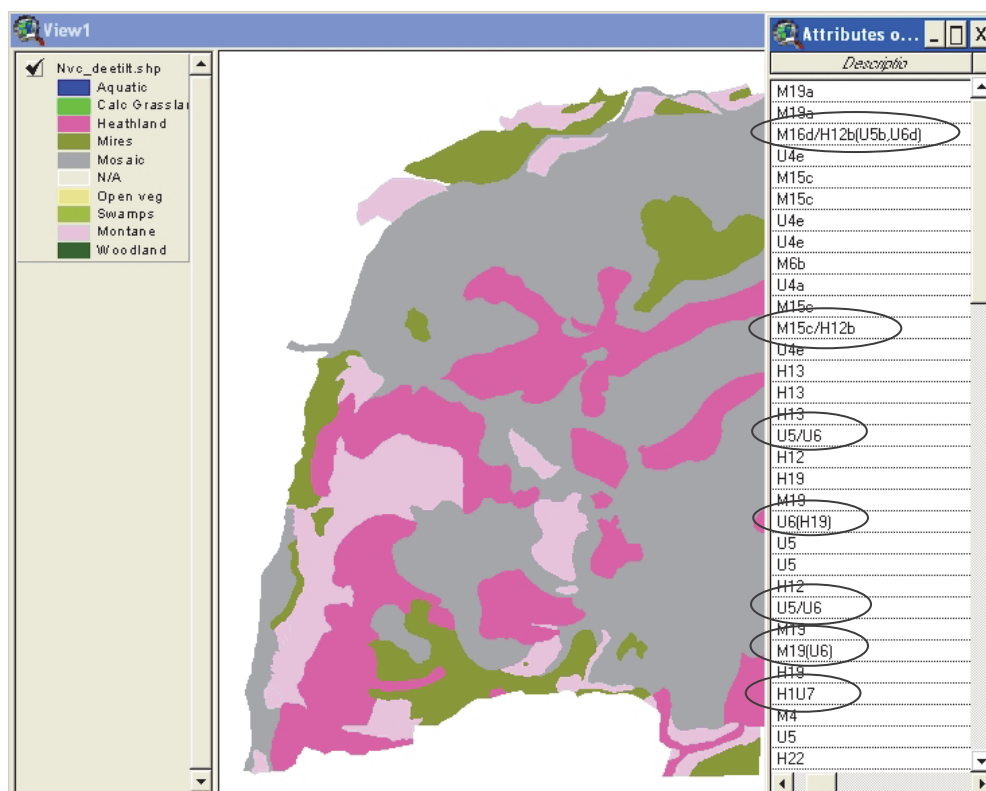 View1
Nvc_deetilt.shp
Aquatic
Calc Grasslar
Heathland
Mires
Mosaic
N/A
Open veg
Swamps
Montane
Woodland
Attributes o...
Descriptio
M19a
M19a
M16d/H12b(U5b,U6d)
U4e
M15c
M15c
U4e
U4e
M6b
U4a
M15c
M15c/H12b
U4e
H13
H13
H13
U5/U6
H12
H19
M19
U6(H19)
U5
U5
H12
U5/U6
M19
M19(U6)
H19
H1U7
M4
U5
H22